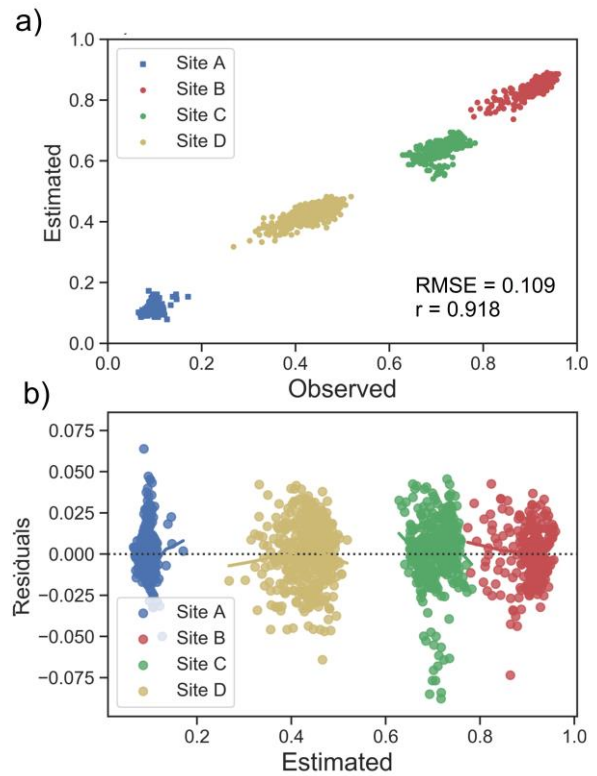 a)
1.0
0.8
0.6
0.4
0.2
0.0
Estimated
Site A
Site B
Site C
Site D
RMSE = 0.109
r = 0.918
0.0 0.2 0.4 0.6 0.8 1.0
Observed
b)
0.075
0.050
0.025
0.000
−0.025
−0.050
−0.075
Residuals
Site A
Site B
Site C
Site D
0.2 0.4 0.6 0.8 1.0
Estimated